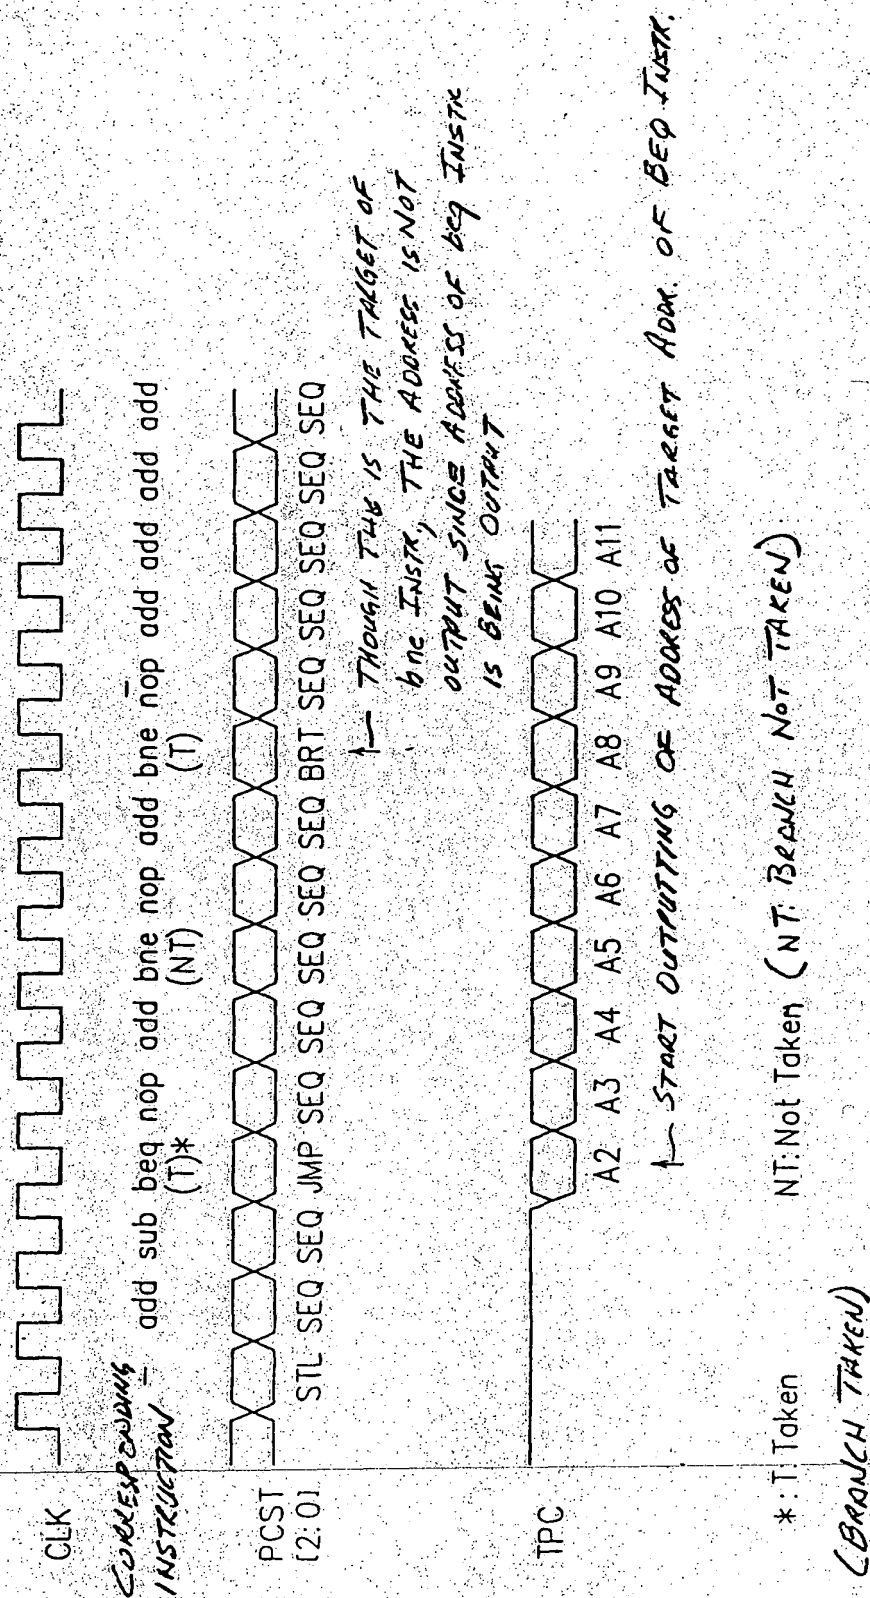 CLK
CORRESPONDING
INSTRUCTION — add sub beq nop add bne nop add bne nop add add add add
(T)* (NT) (T)
PCST
[2:0]
STL SEQ SEQ JMP SEQ SEQ SEQ SEQ SEQ BRT SEQ SEQ SEQ SEQ SEQ
THOUGH THIS IS THE TARGET OF
bne INSTR, THE ADDRESS IS NOT
OUTPUT SINCE ADDRESS OF beq INSTR
IS BEING OUTPUT
TPC
A2 A3 A4 A5 A6 A7 A8 A9 A10 A11
START OUTPUTTING OF ADDRESS OF TARGET ADDR. OF BEQ INSTR.
*:T:Taken NT:Not Taken (NT: BRANCH NOT TAKEN)
(BRANCH TAKEN)